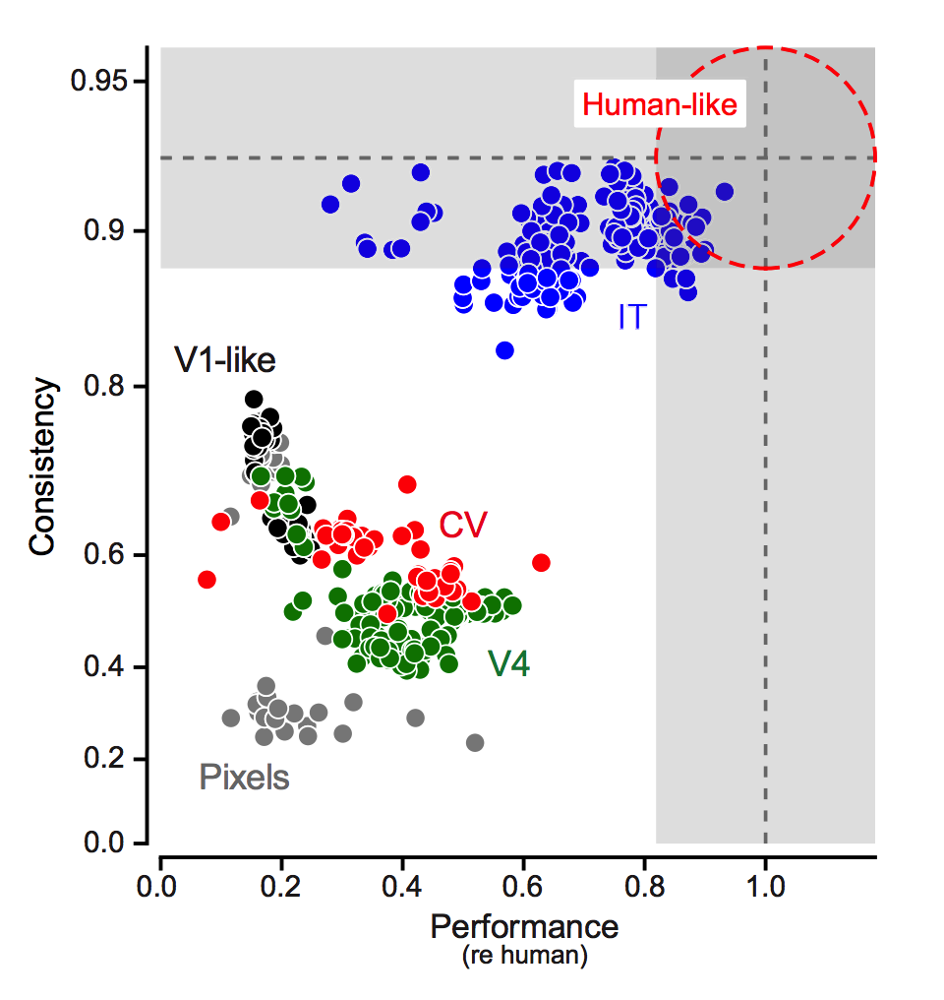 0.95
Human-like
0.9
IT
V1-like
0.8
Consistency
CV
0.6
V4
0.4
0.2
Pixels
0.0
0.0 0.2 0.4 0.6 0.8 1.0
Performance
(re human)